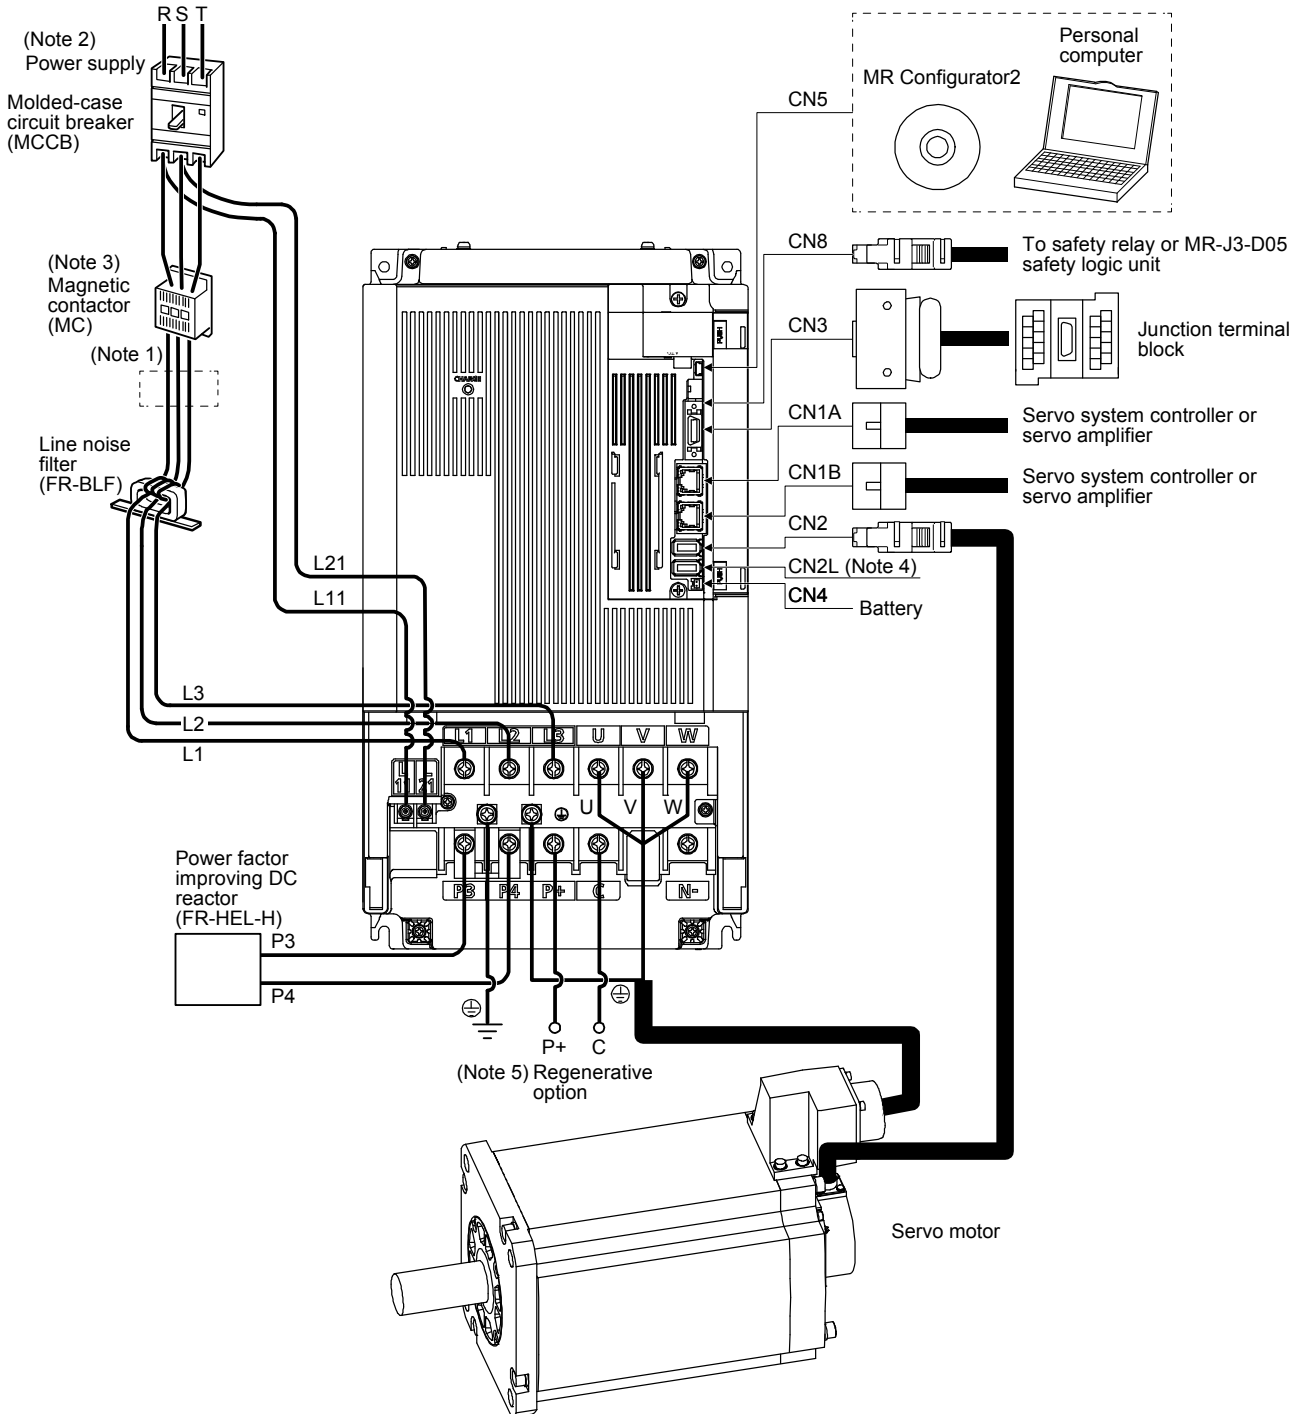 R S T
(Note 2)
Power supply
Molded-case
circuit breaker
(MCCB)
(Note 3)
Magnetic
contactor
(MC)
(Note 1)
Line noise
filter
(FR-BLF)
L21
L11
L3
L2
L1
Power factor
improving DC
reactor
(FR-HEL-H)
P3
P4
CHARGE
PUSH
PUSH
L1 L2 L3 U V W
L11 L21
U V W
P3 P4 P+ C N-
P+ C
(Note 5) Regenerative
option
Personal
computer
MR Configurator2
CN5
CN8
To safety relay or MR-J3-D05
safety logic unit
CN3
Junction terminal
block
CN1A
Servo system controller or
servo amplifier
CN1B
Servo system controller or
servo amplifier
CN2
CN2L (Note 4)
CN4
Battery
Servo motor